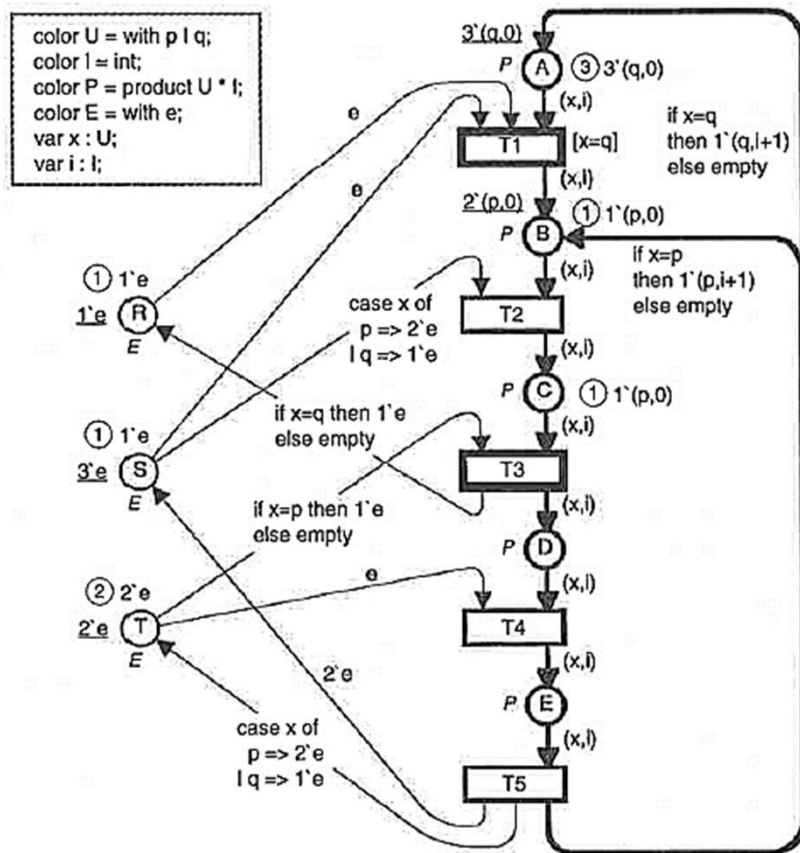 color U = with p | q;
color I = int;
color P = product U * I;
color E = with e;
var x : U;
var i : I;
3`(q,0)
P
A
3
3`(q,0)
(x,i)
if x=q
then 1`(q,i+1)
else empty
e
T1
[x=q]
e
(x,i)
2`(p,0)
P
B
1
1`(p,0)
(x,i)
if x=p
then 1`(p,i+1)
else empty
1
1`e
1`e
R
E
case x of
p => 2`e
| q => 1`e
T2
(x,i)
P
C
1
1`(p,0)
(x,i)
if x=q then 1`e
else empty
1
1`e
3`e
S
E
T3
if x=p then 1`e
else empty
(x,i)
P
D
(x,i)
e
2
2`e
2`e
T
E
T4
(x,i)
2`e
P
E
(x,i)
case x of
p => 2`e
| q => 1`e
T5